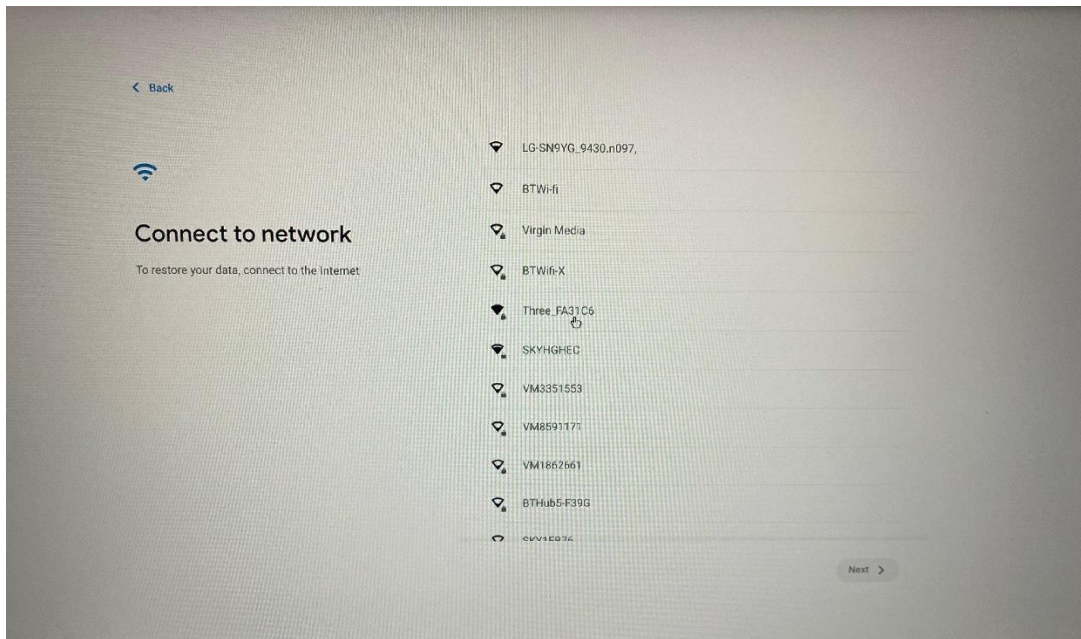 Back
Connect to network
To restore your data, connect to the Internet
LG-SN9YG_9430.n097,
BTWi-fi
Virgin Media
BTWifi-X
Three_FA31C6
SKYHGHEC
VM3351553
VM8591171
VM1862661
BTHub5-F39G
Next